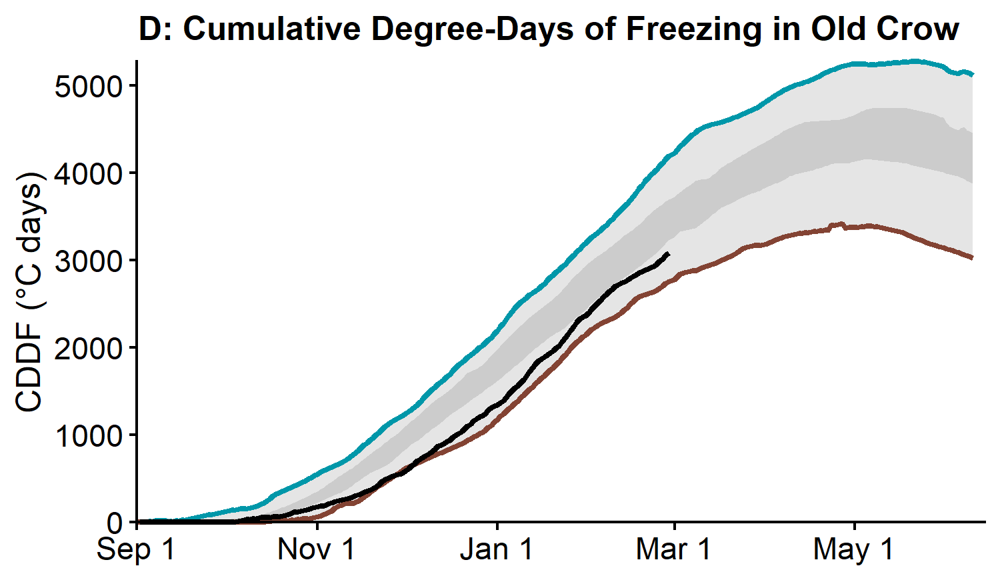 D: Cumulative Degree-Days of Freezing in Old Crow
CDDF (°C days)
5000
4000
3000
2000
1000
0
Sep 1 Nov 1 Jan 1 Mar 1 May 1